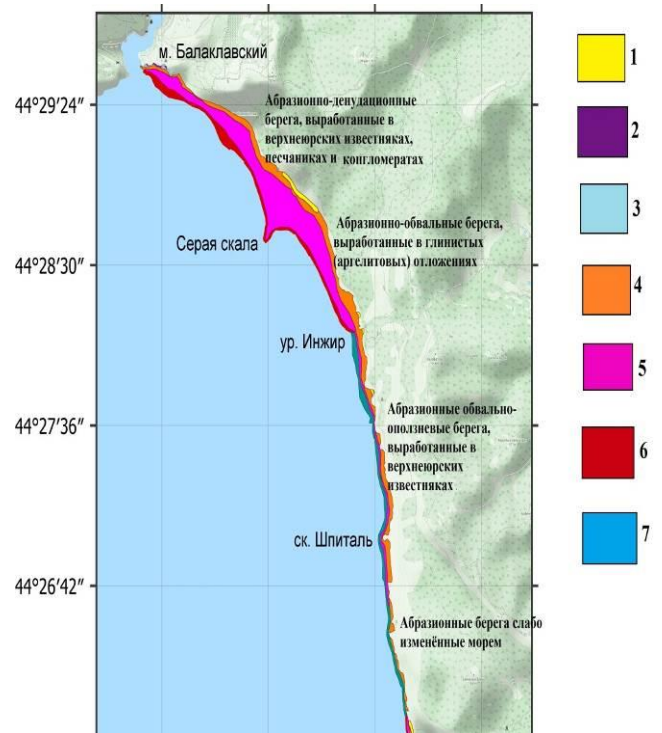 м. Балаклавский
44°29′24″
Абразионно-денудационные
берега, выработанные в
верхнеюрских известняках,
песчаниках и конгломератах
Серая скала
Абразионно-обвальные берега,
выработанные в глинистых
(аргелитовых) отложениях
44°28′30″
ур. Инжир
44°27′36″
Абразионные обвально-
оползневые берега,
выработанные в
верхнеюрских
известняках
ск. Шпиталь
44°26′42″
Абразионные берега слабо
изменённые морем
1
2
3
4
5
6
7